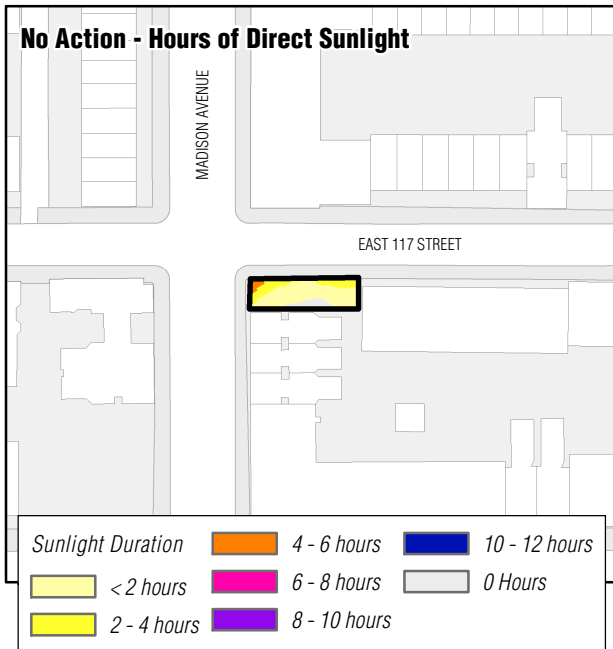 No Action - Hours of Direct Sunlight
MADISON AVENUE
EAST 117 STREET
Sunlight Duration
< 2 hours
2 - 4 hours
4 - 6 hours
6 - 8 hours
8 - 10 hours
10 - 12 hours
0 Hours